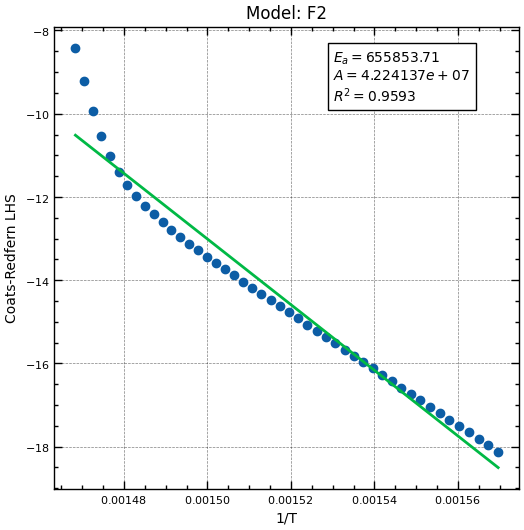 Model: F2
E_a = 655853.71
A = 4.224137e + 07
R² = 0.9593
Coats-Redfern LHS
−8
−10
−12
−14
−16
−18
0.00148 0.00150 0.00152 0.00154 0.00156
1/T